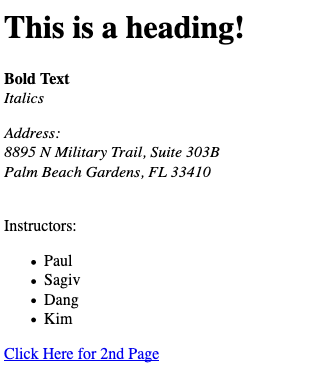 This is a heading!
Bold Text
Italics
Address:
8895 N Military Trail, Suite 303B
Palm Beach Gardens, FL 33410
Instructors:
Paul
Sagiv
Dang
Kim
Click Here for 2nd Page